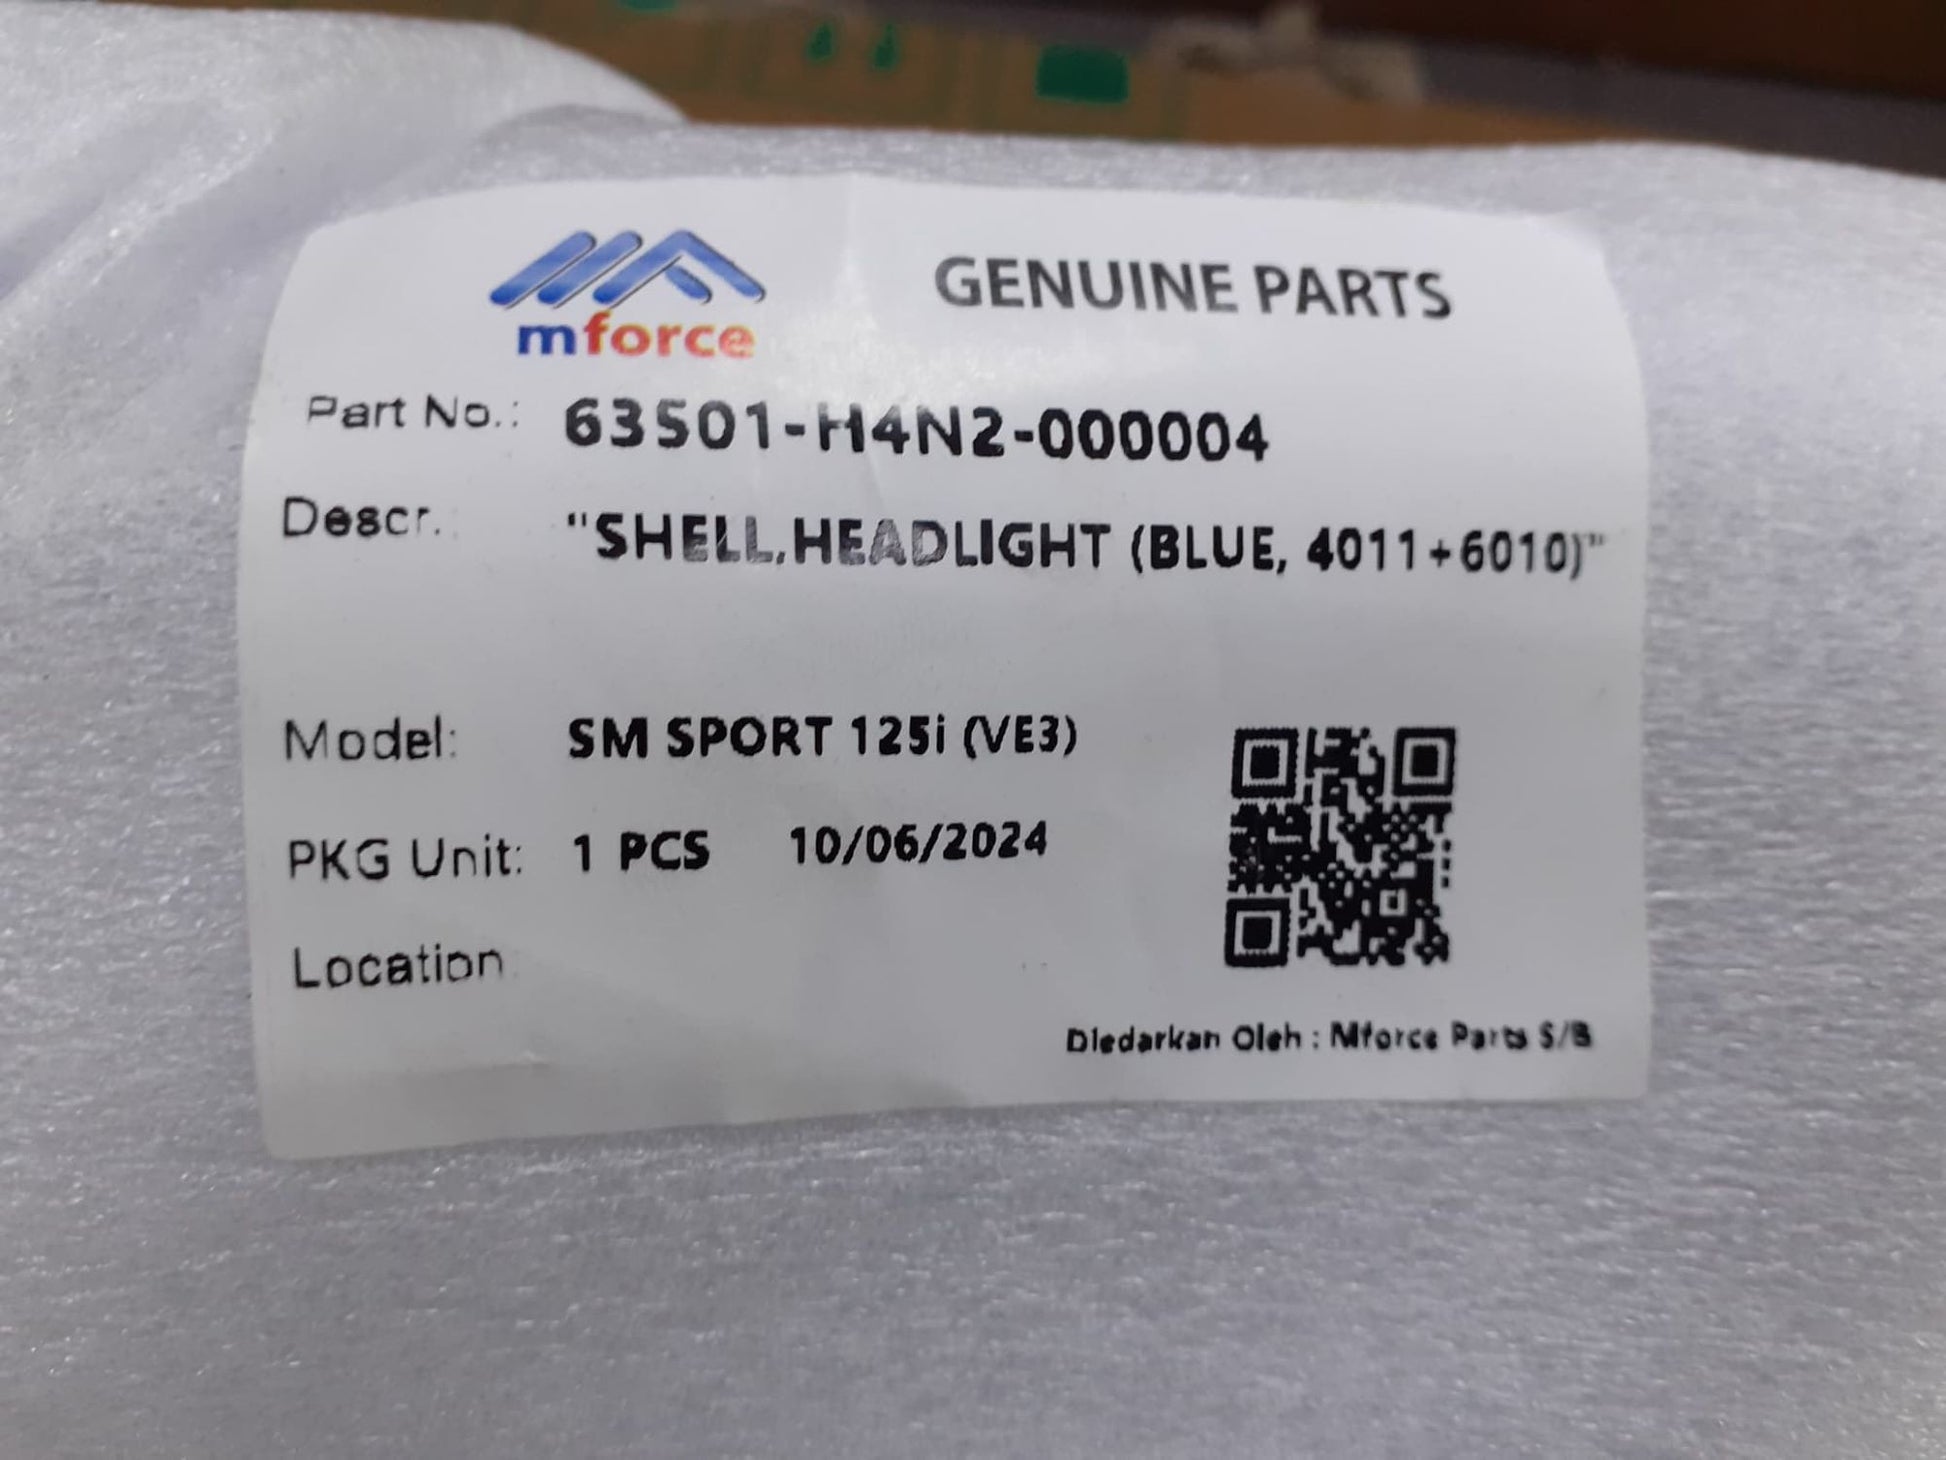 mforce
GENUINE PARTS
Part No.: 63501-H4N2-000004
Descr. "SHELL,HEADLIGHT (BLUE, 4011+6010)"
Model: SM SPORT 125i (VE3)
PKG Unit: 1 PCS 10/06/2024
Location
Diedarkan Oleh : Mforce Parts S/B